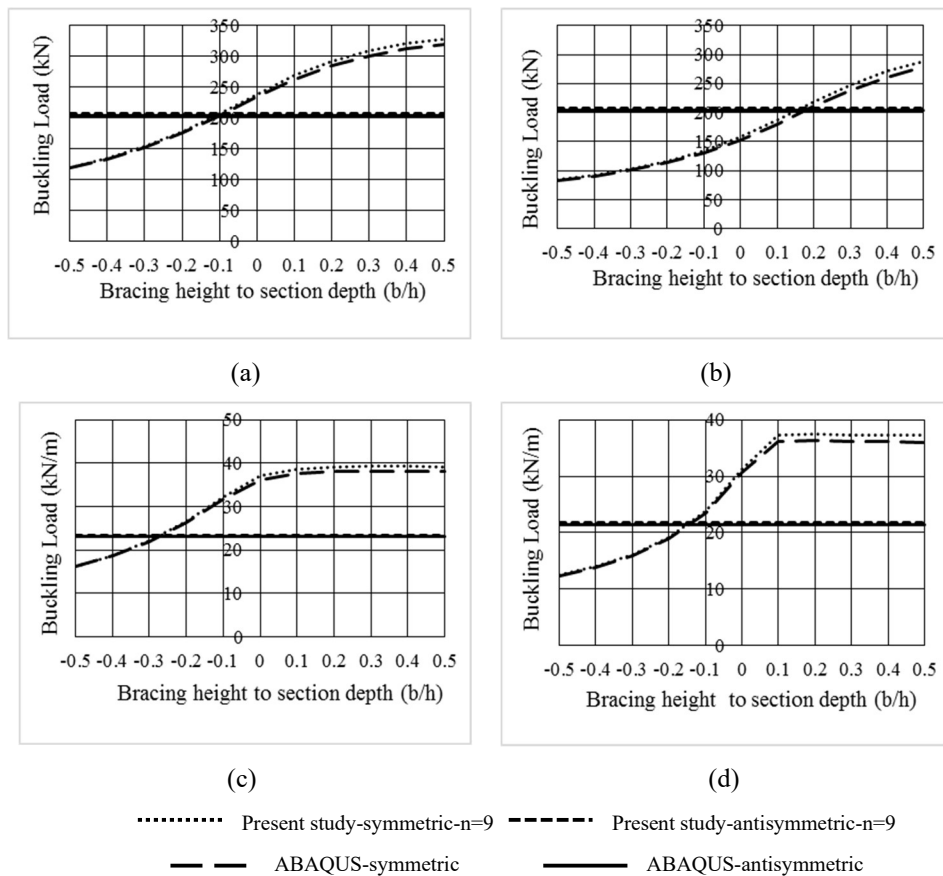 350
300
250
200
150
100
50
0
Buckling Load (kN)
-0.5 -0.4 -0.3 -0.2 -0.1 0 0.1 0.2 0.3 0.4 0.5
Bracing height to section depth (b/h)
(a)
350
300
250
200
150
100
50
0
Buckling Load (kN)
-0.5 -0.4 -0.3 -0.2 -0.1 0 0.1 0.2 0.3 0.4 0.5
Bracing height to section depth (b/h)
(b)
50
40
30
20
10
0
Buckling Load (kN/m)
-0.5 -0.4 -0.3 -0.2 -0.1 0 0.1 0.2 0.3 0.4 0.5
Bracing height to section depth (b/h)
(c)
40
30
20
10
0
Buckling Load (kN/m)
-0.5 -0.4 -0.3 -0.2 -0.1 0 0.1 0.2 0.3 0.4 0.5
Bracing height to section depth (b/h)
(d)
Present study-symmetric-n=9
Present study-antisymmetric-n=9
ABAQUS-symmetric
ABAQUS-antisymmetric